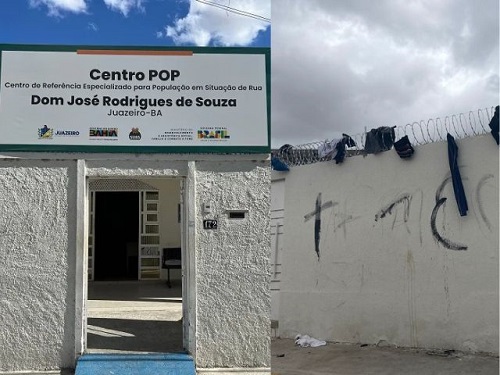 Centro POP
Centro de Referência Especializado para População em Situação de Rua
Dom José Rodrigues de Souza
Juazeiro-BA
JUAZEIRO
BAHIA
BRASIL